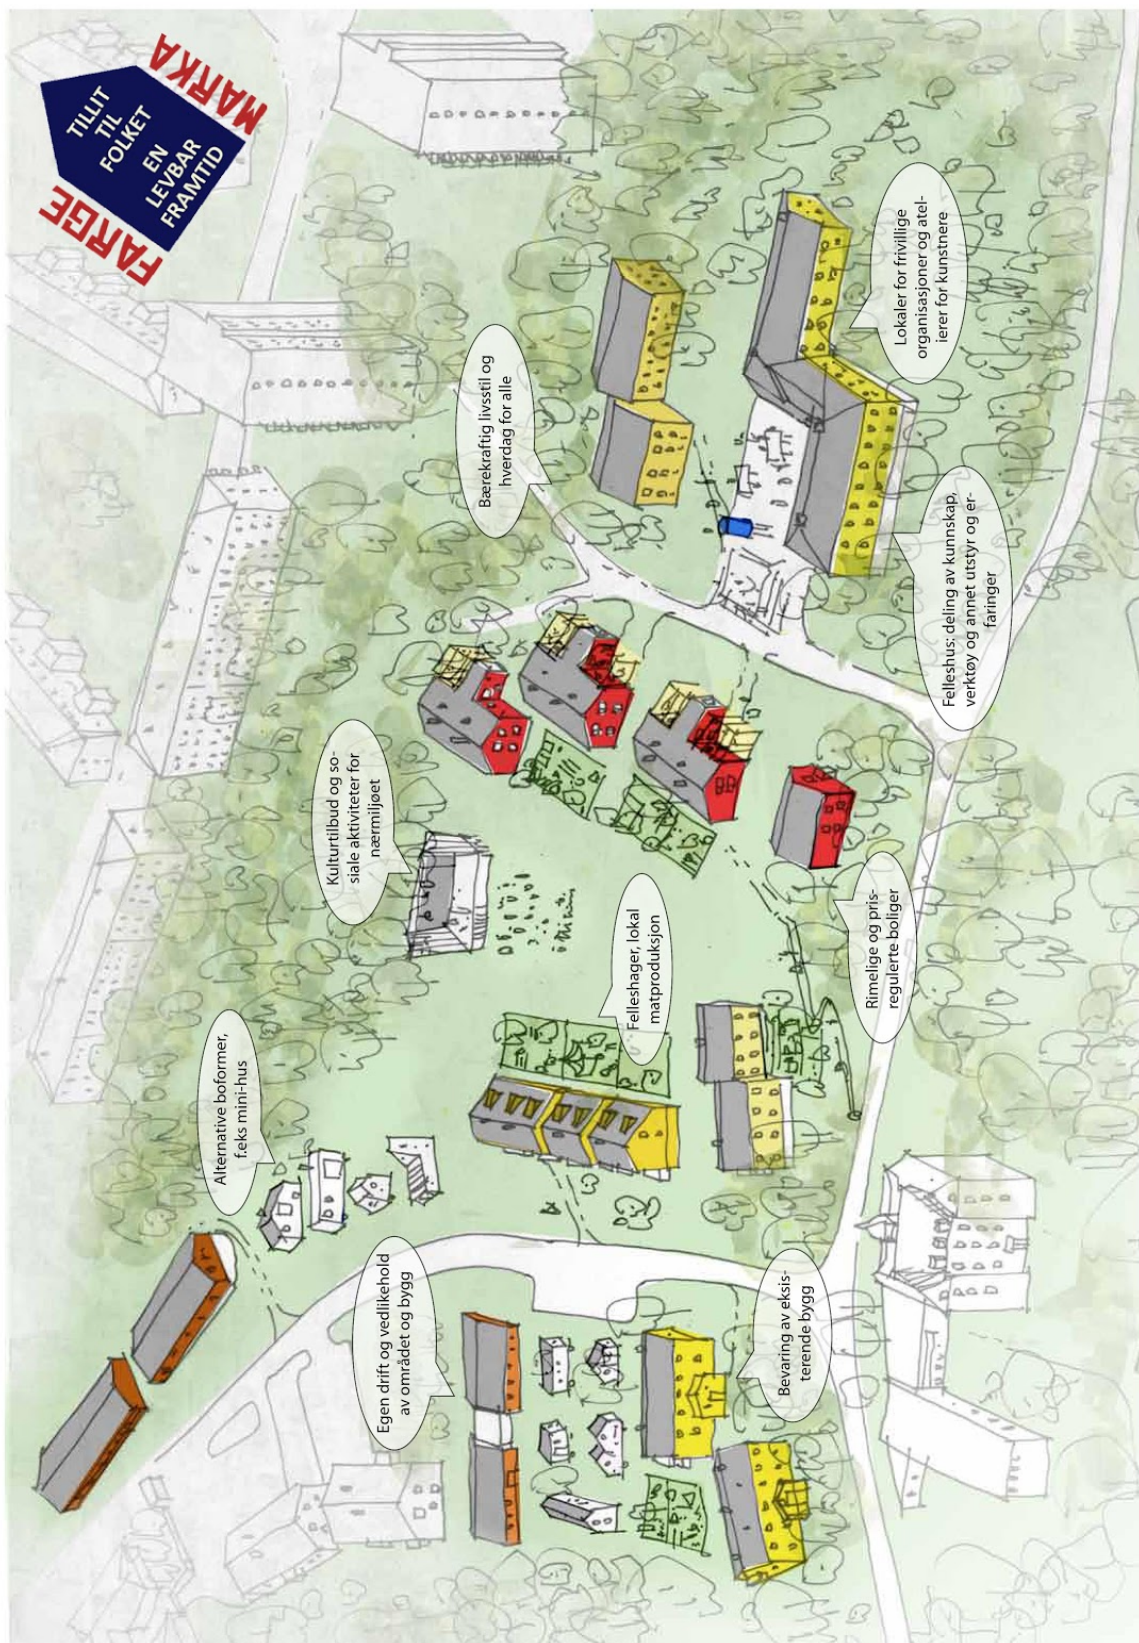 FARGE
MARKA
TILLIT
TIL
FOLKET
EN
LEVBAR
FRAMTID
Alternative boformer,
f.eks mini-hus
Kulturtilbud og so-
siale aktiviteter for
nærmiljøet
Egen drift og vedlikehold
av området og bygg
Bærekraftig livsstil og
hverdag for alle
Felleshager, lokal
matproduksjon
Bevaring av eksis-
terende bygg
Rimelige og pris-
regulerte boliger
Lokaler for frivillige
organisasjoner og atel-
ierer for kunstnere
Felleshus: deling av kunnskap,
verktøy og annet utstyr og er-
faringer